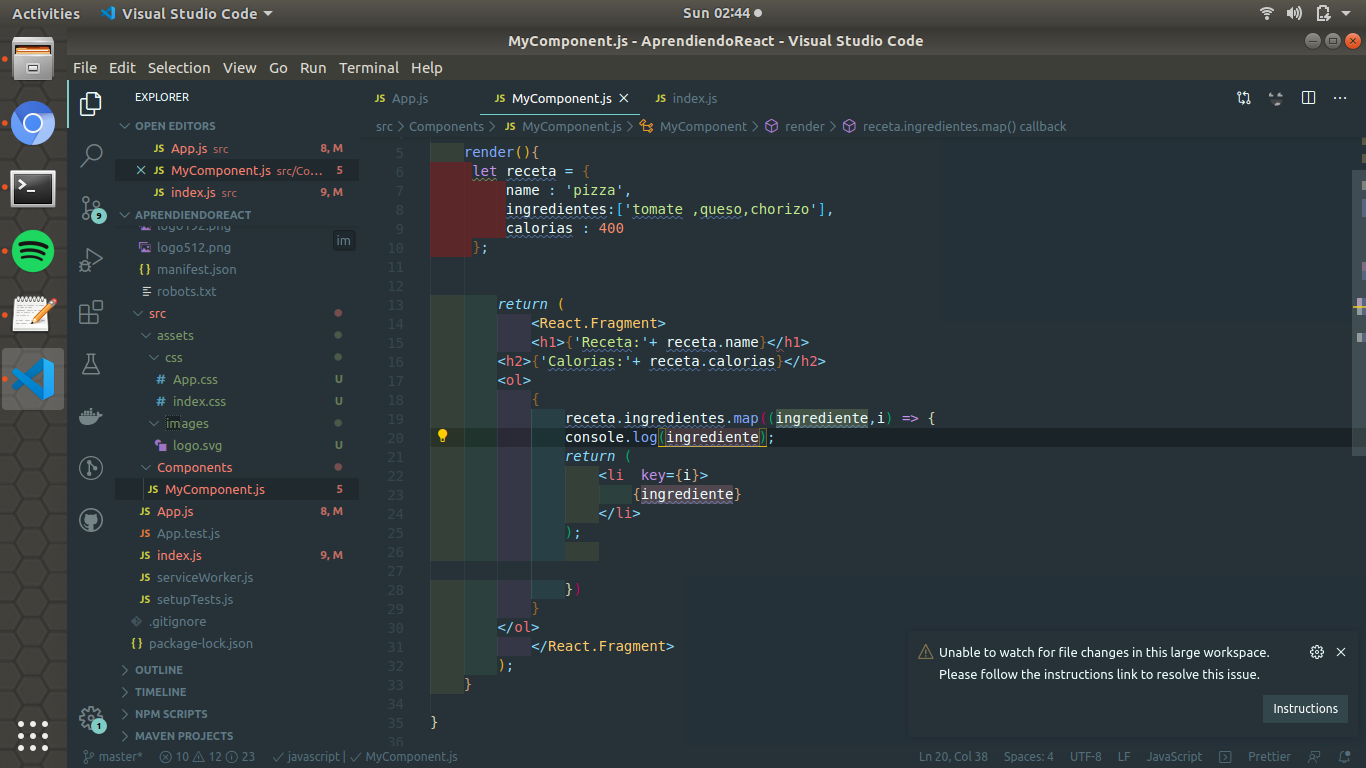 Activities Visual Studio Code Sun 02:44
MyComponent.js - AprendiendoReact - Visual Studio Code
File Edit Selection View Go Run Terminal Help
EXPLORER
OPEN EDITORS
JS App.js src 8, M
JS MyComponent.js src/Co... 5
JS index.js src 9, M
9
APRENDIENDOREACT
logo192.png
logo512.png
im
{} manifest.json
robots.txt
src
assets
css
# App.css U
# index.css U
images
logo.svg U
Components
JS MyComponent.js 5
JS App.js 8, M
JS App.test.js
JS index.js 9, M
JS serviceWorker.js
JS setupTests.js
.gitignore
{} package-lock.json
OUTLINE
TIMELINE
NPM SCRIPTS
MAVEN PROJECTS
1
JS App.js JS MyComponent.js JS index.js
src > Components > JS MyComponent.js > MyComponent > render > receta.ingredientes.map() callback
5 render(){
6 let receta = {
7 name : 'pizza',
8 ingredientes:['tomate ,queso,chorizo'],
9 calorias : 400
10 };
11
12
13 return (
14 <React.Fragment>
15 <h1>{'Receta:'+ receta.name}</h1>
16 <h2>{'Calorias:'+ receta.calorias}</h2>
17 <ol>
18 {
19 receta.ingredientes.map((ingrediente,i) => {
20 console.log(ingrediente);
21 return (
22 <li  key={i}>
23 {ingrediente}
24 </li>
25 );
26
27
28 })
29 }
30 </ol>
31 </React.Fragment>
32 );
33 }
34
35 }
36
Unable to watch for file changes in this large workspace.
Please follow the instructions link to resolve this issue.
Instructions
master* 10 12 23 javascript | MyComponent.js Ln 20, Col 38 Spaces: 4 UTF-8 LF JavaScript Prettier